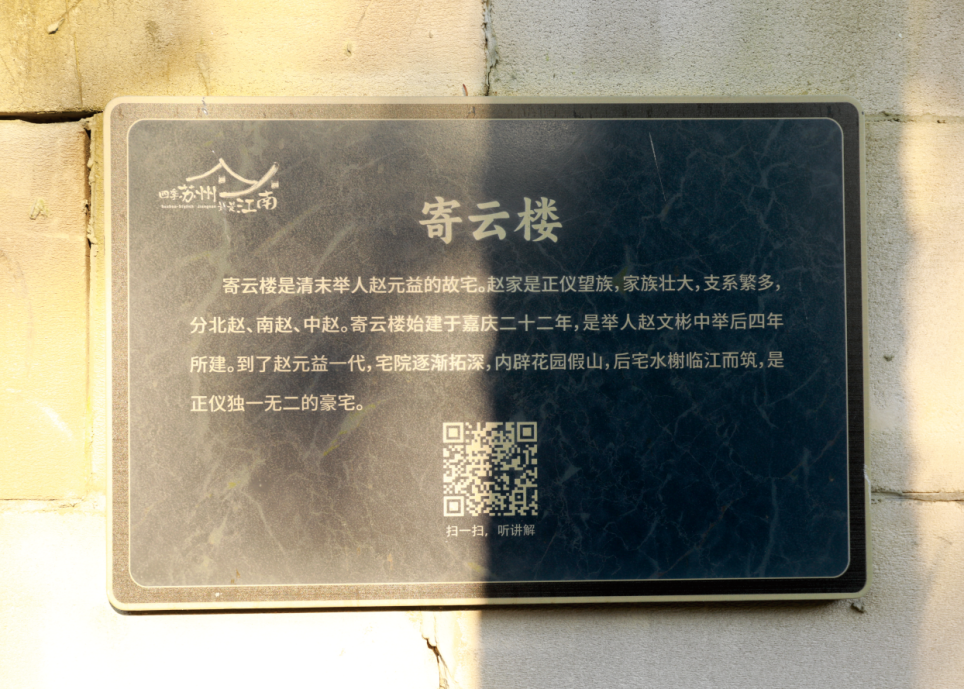 四季苏州
最是江南
寄云楼
寄云楼是清末举人赵元益的故宅。赵家是正仪望族，家族壮大，支系繁多，
分北赵、南赵、中赵。寄云楼始建于嘉庆二十二年，是举人赵文彬中举后四年
所建。到了赵元益一代，宅院逐渐拓深，内辟花园假山，后宅水榭临江而筑，是
正仪独一无二的豪宅。
扫一扫，听讲解